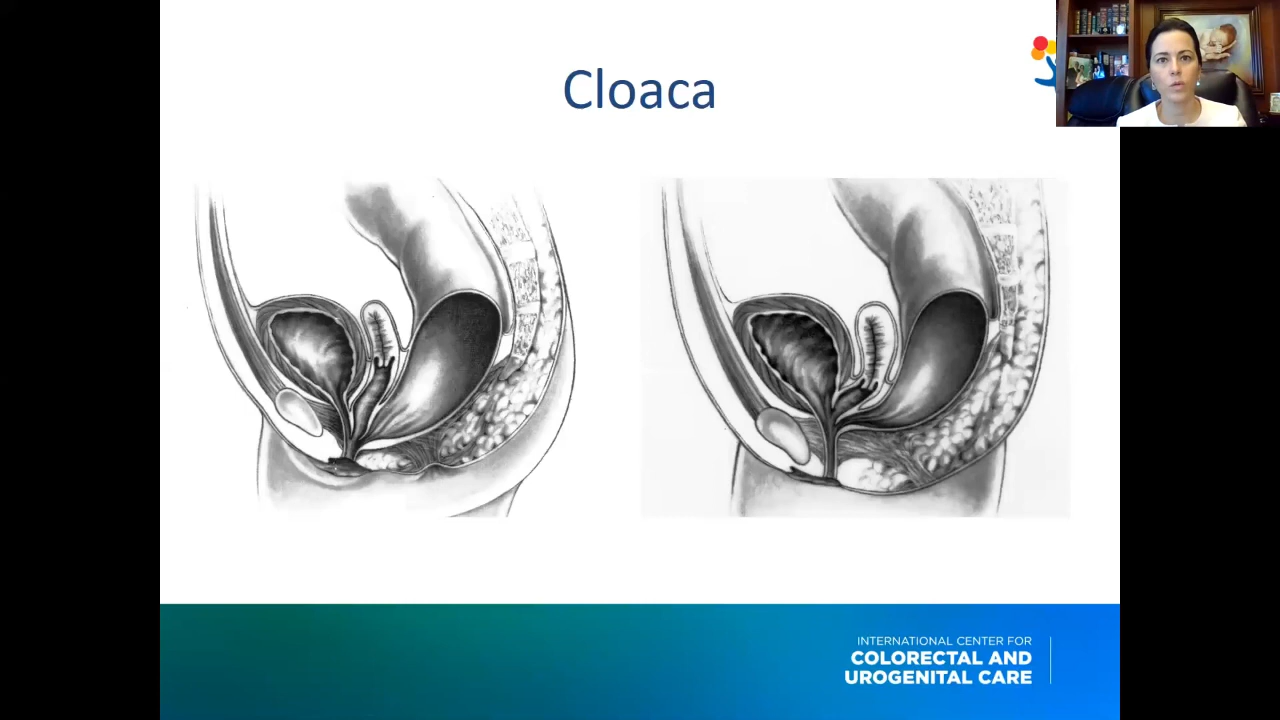 Cloaca
INTERNATIONAL CENTER FOR
COLORECTAL AND
UROGENITAL CARE